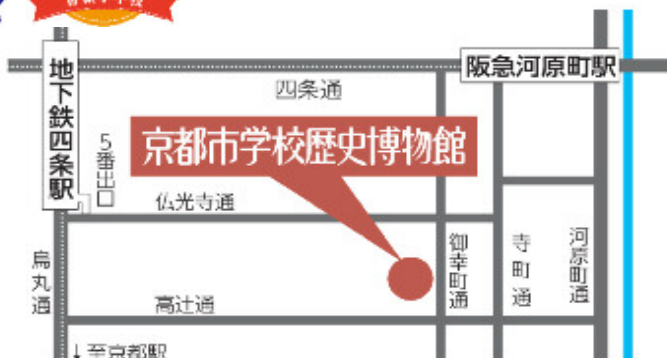 地下鉄四条駅
阪急河原町駅
四条通
5番出口
京都市学校歴史博物館
仏光寺通
御幸町通
寺町通
河原町通
烏丸通
高辻通
↓至京都駅